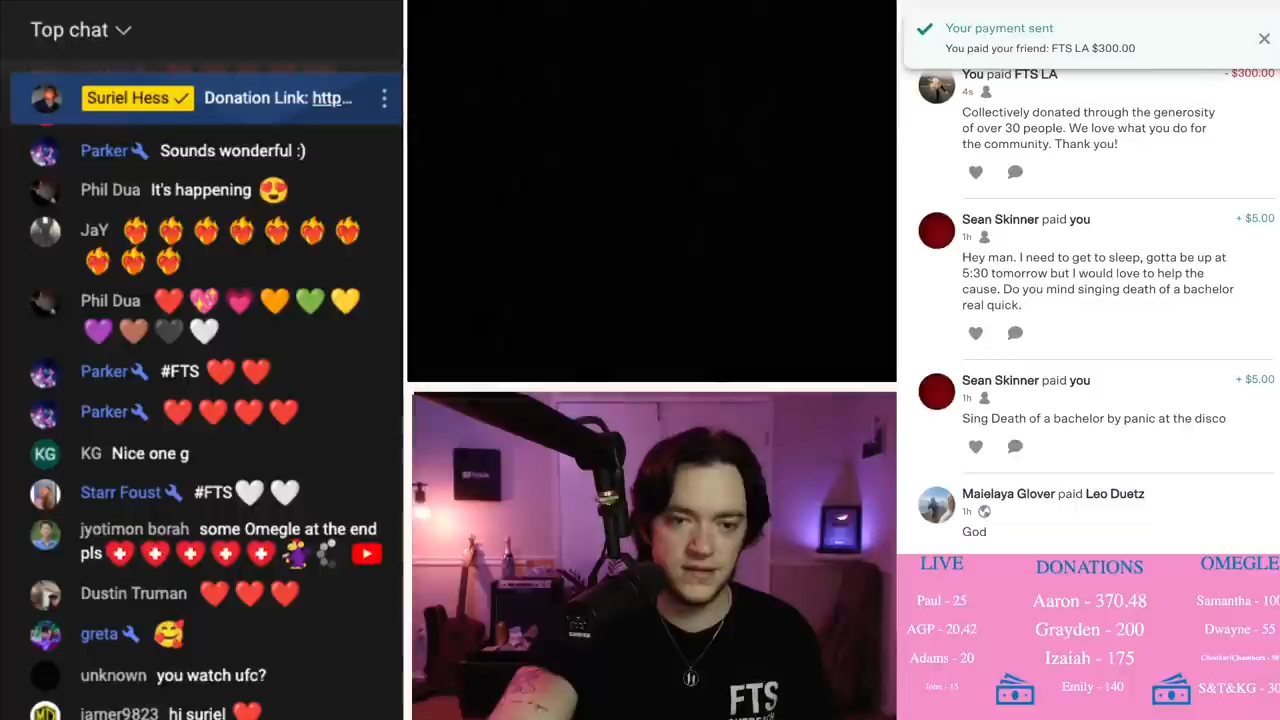 Top chat
Suriel Hess Donation Link: http...
Parker Sounds wonderful :)
Phil Dua It's happening
JaY
Phil Dua
Parker #FTS
Parker
KG KG Nice one g
Starr Foust #FTS
jyotimon borah some Omegle at the end
pls
Dustin Truman
greta
unknown you watch ufc?
jamer9823 hi suriel
FTS
Your payment sent
You paid your friend: FTS LA $300.00
You paid FTS LA - $300.00
4s
Collectively donated through the generosity
of over 30 people. We love what you do for
the community. Thank you!
Sean Skinner paid you + $5.00
1h
Hey man. I need to get to sleep, gotta be up at
5:30 tomorrow but I would love to help the
cause. Do you mind singing death of a bachelor
real quick.
Sean Skinner paid you + $5.00
1h
Sing Death of a bachelor by panic at the disco
Maielaya Glover paid Leo Duetz
1h
God
LIVE
Paul - 25
AGP - 20.42
Adams - 20
John - 15
DONATIONS
Aaron - 370.48
Grayden - 200
Izaiah - 175
Emily - 140
OMEGLE
Samantha - 100
Dwayne - 55
Chonker/Chambers - 50
S&T&KG - 30